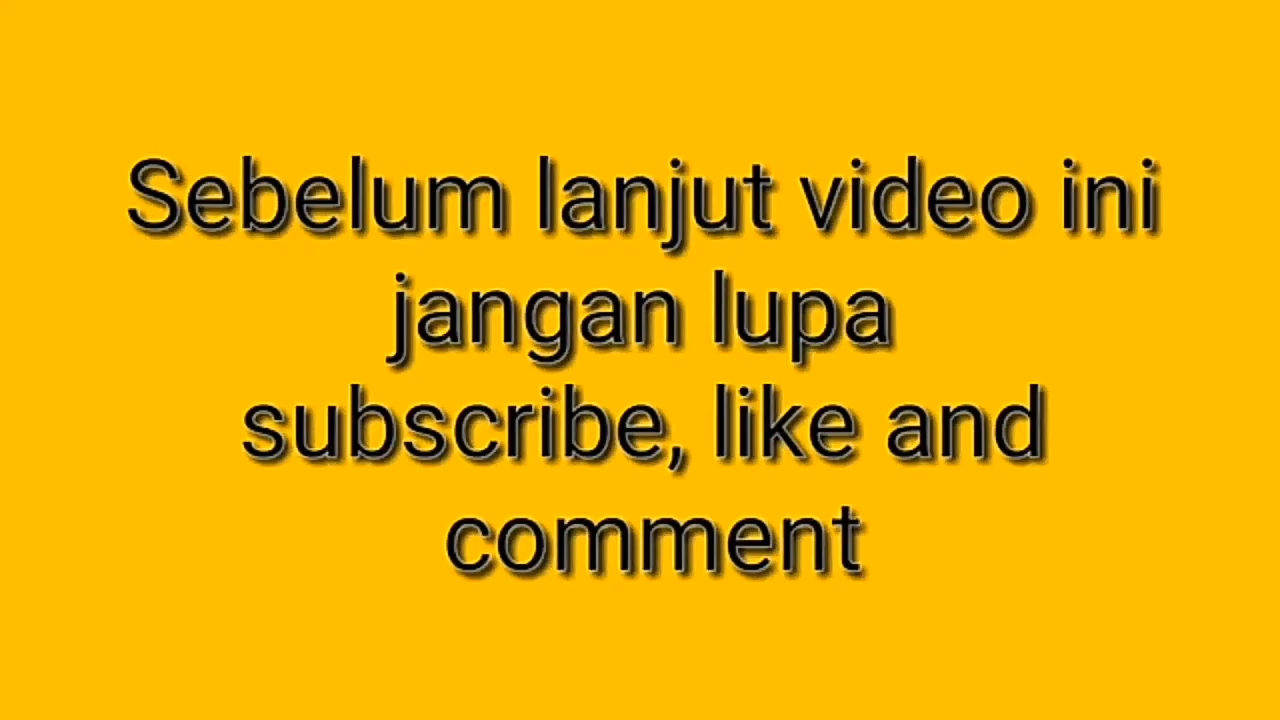 Sebelum lanjut video ini
jangan lupa
subscribe, like and
comment